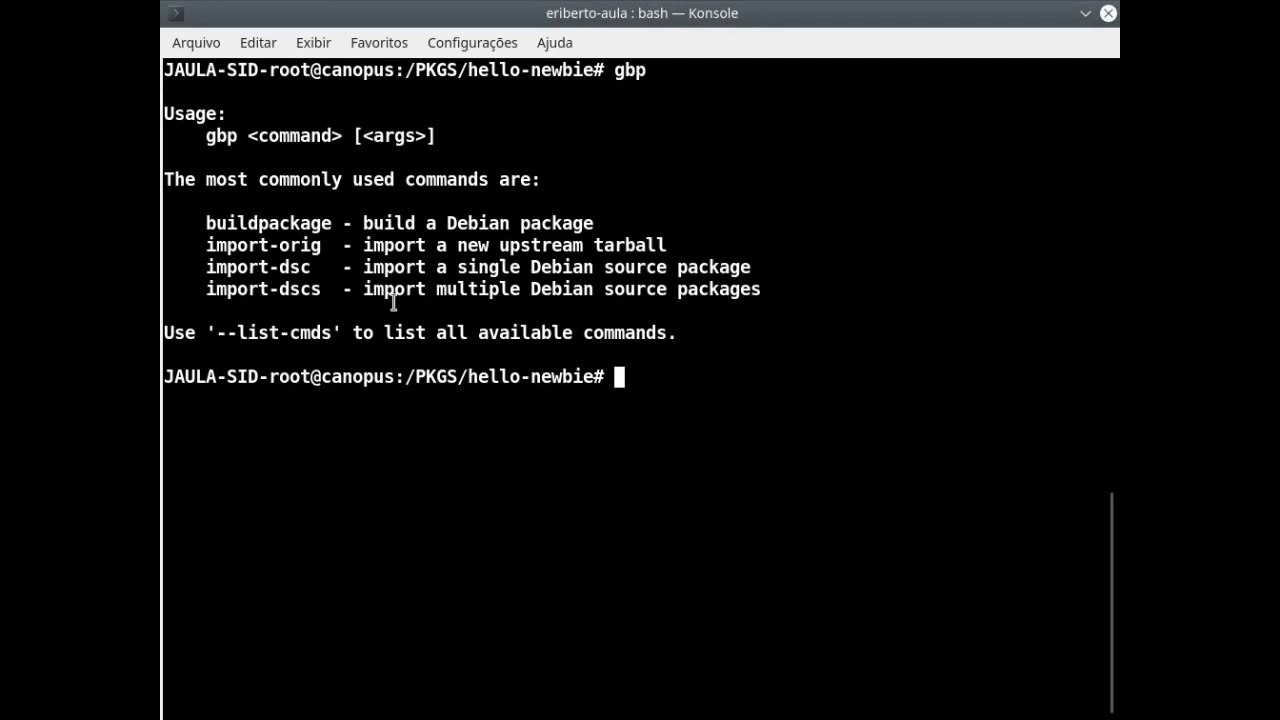 eriberto-aula : bash — Konsole
Arquivo Editar Exibir Favoritos Configurações Ajuda
JAULA-SID-root@canopus:/PKGS/hello-newbie# gbp
Usage:
    gbp <command> [<args>]
The most commonly used commands are:
    buildpackage - build a Debian package
    import-orig  - import a new upstream tarball
    import-dsc   - import a single Debian source package
    import-dscs  - import multiple Debian source packages
Use '--list-cmds' to list all available commands.
JAULA-SID-root@canopus:/PKGS/hello-newbie#